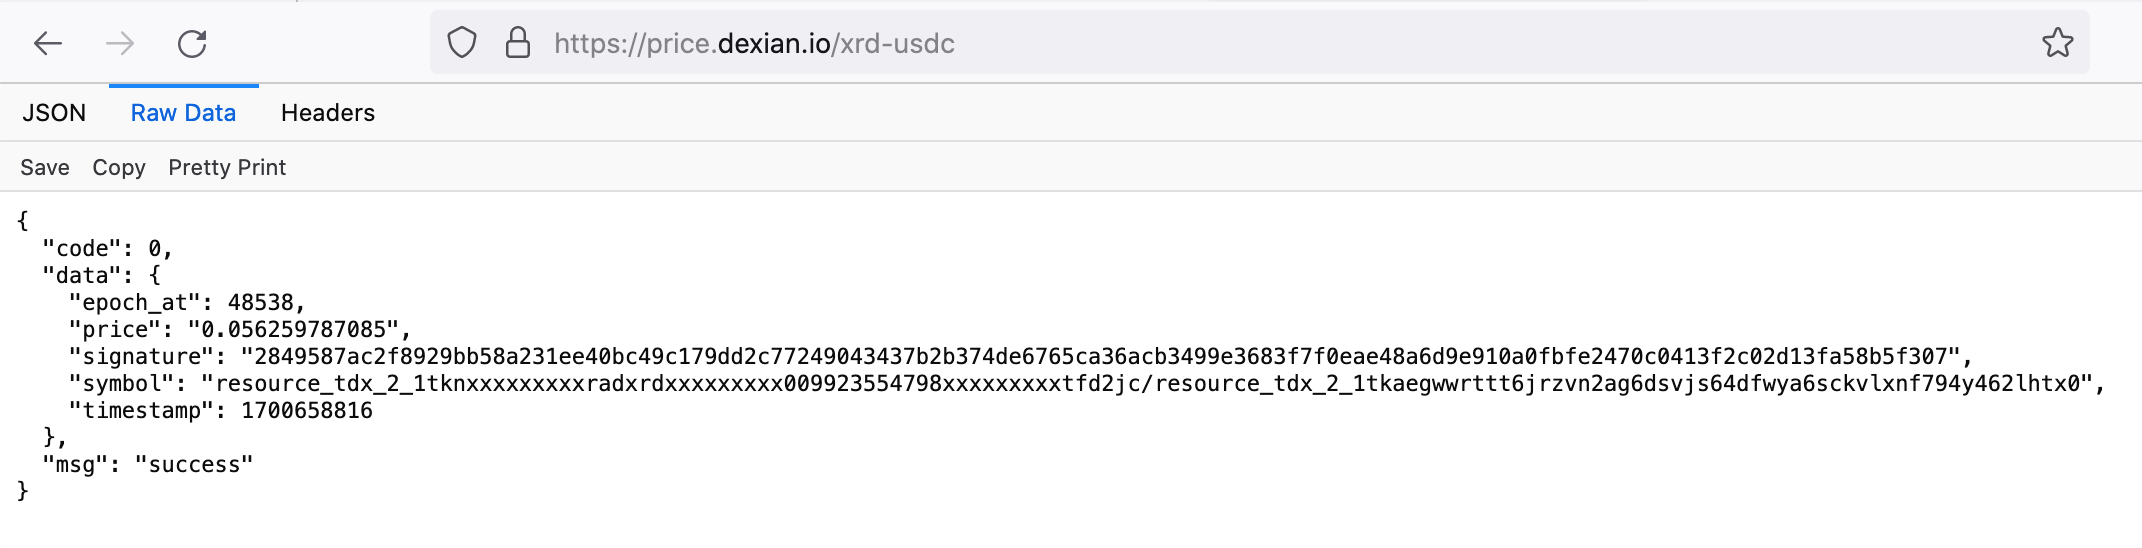 https://price.dexian.io/xrd-usdc
JSON Raw Data Headers
Save Copy Pretty Print
{
  "code": 0,
  "data": {
    "epoch_at": 48538,
    "price": "0.056259787085",
    "signature": "2849587ac2f8929bb58a231ee40bc49c179dd2c77249043437b2b374de6765ca36acb3499e3683f7f0eae48a6d9e910a0fbfe2470c0413f2c02d13fa58b5f307",
    "symbol": "resource_tdx_2_1tknxxxxxxxxxradxrdxxxxxxxxx009923554798xxxxxxxxxtfd2jc/resource_tdx_2_1tkaegwwrttt6jrzvn2ag6dsvjs64dfwya6sckvlxnf794y462lhtx0",
    "timestamp": 1700658816
  },
  "msg": "success"
}